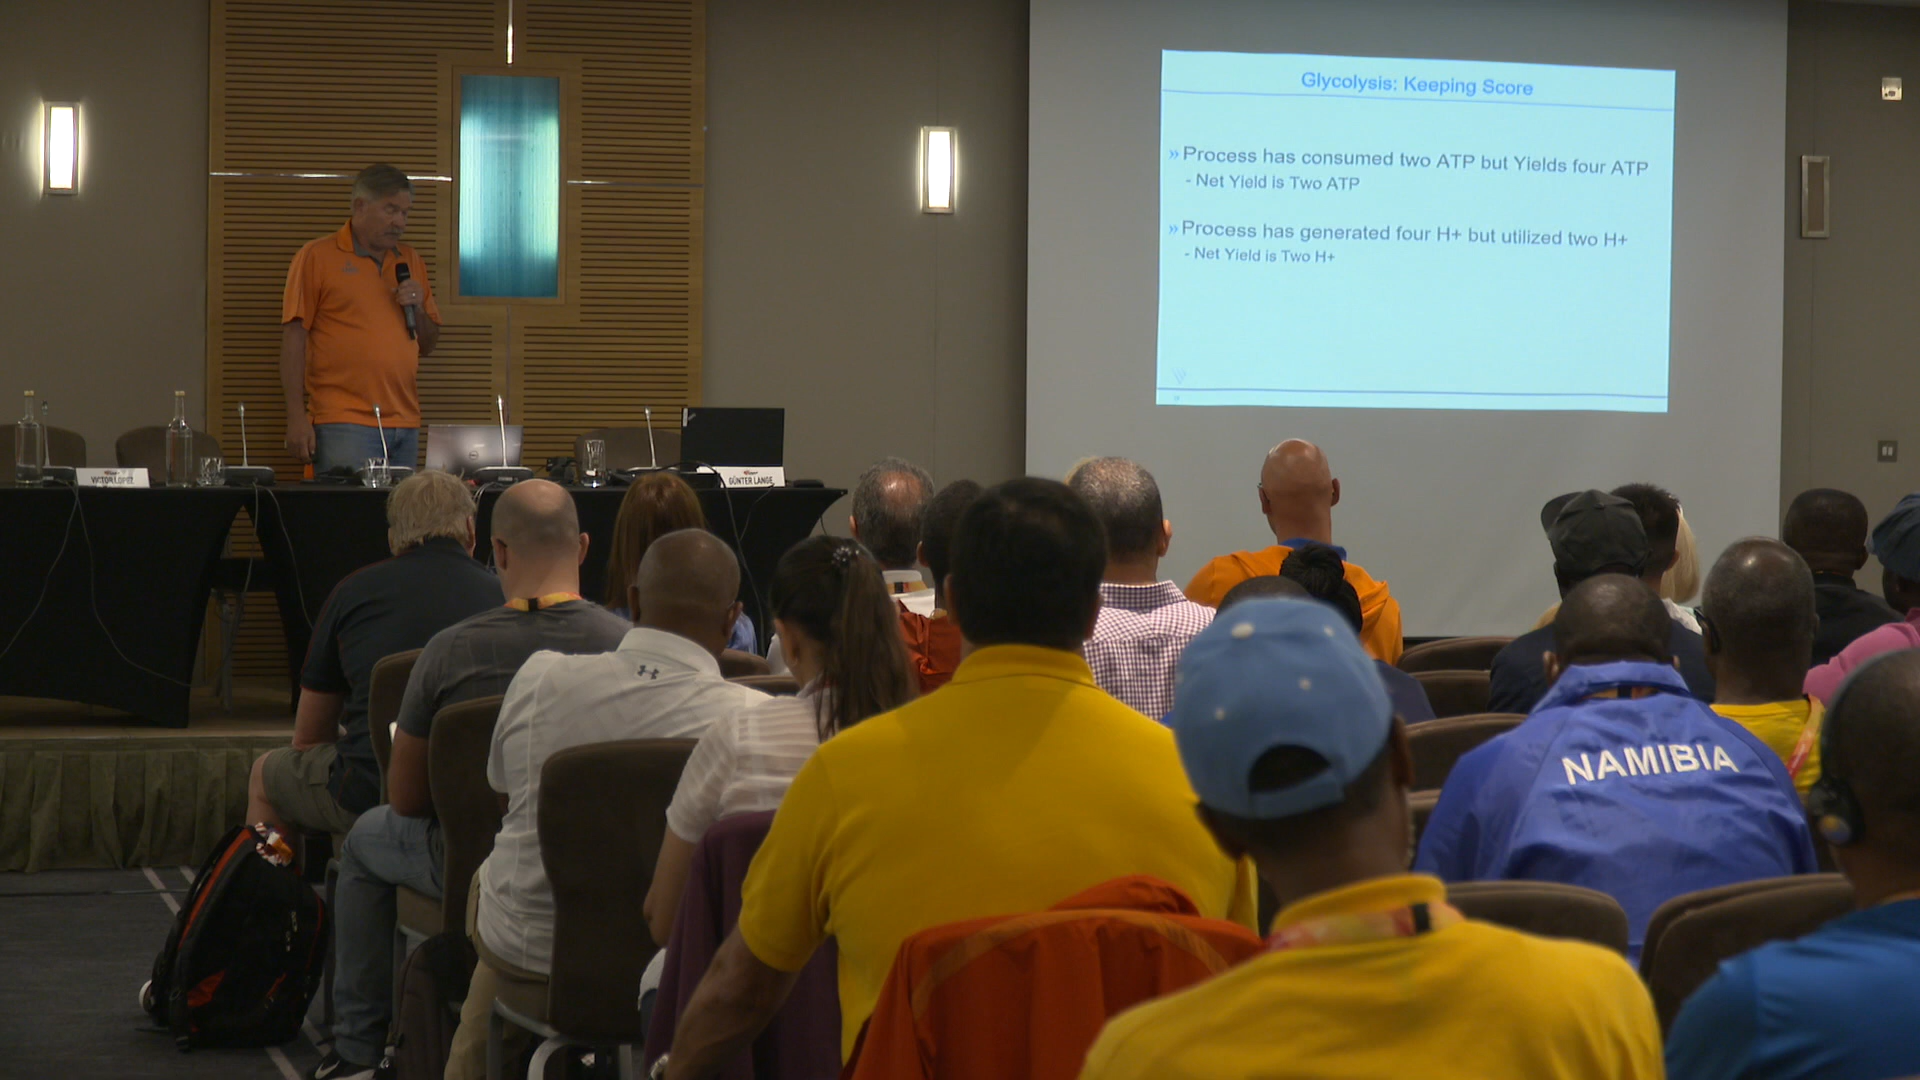 Glycolysis: Keeping Score
» Process has consumed two ATP but Yields four ATP
- Net Yield is Two ATP
» Process has generated four H+ but utilized two H+
- Net Yield is Two H+
VICTOR LOPEZ
GÜNTER LANGE
DELL
NAMIBIA